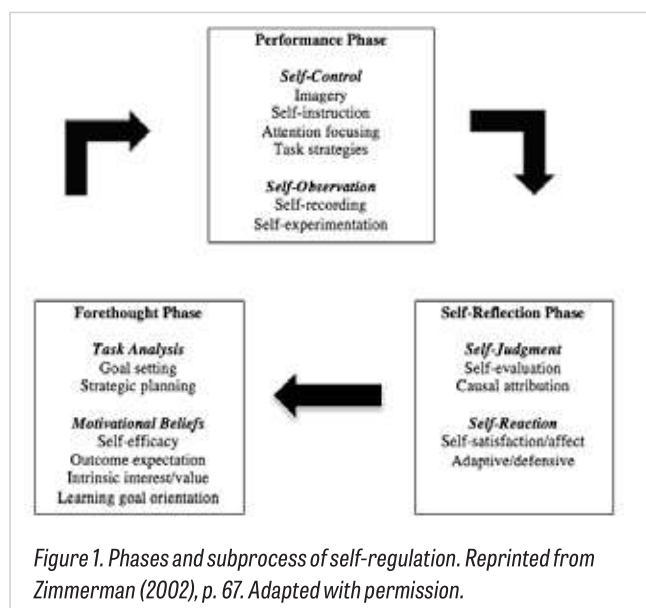 Performance Phase
Self-Control
Imagery
Self-instruction
Attention focusing
Task strategies
Self-Observation
Self-recording
Self-experimentation
Forethought Phase
Task Analysis
Goal setting
Strategic planning
Motivational Beliefs
Self-efficacy
Outcome expectation
Intrinsic interest/value
Learning goal orientation
Self-Reflection Phase
Self-Judgment
Self-evaluation
Causal attribution
Self-Reaction
Self-satisfaction/affect
Adaptive/defensive
Figure 1. Phases and subprocess of self-regulation. Reprinted from
Zimmerman (2002), p. 67. Adapted with permission.